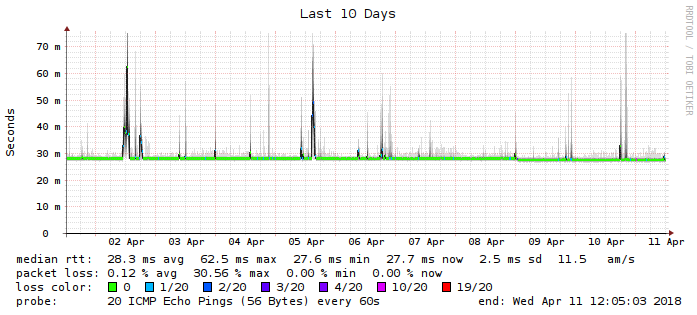 Last 10 Days
RRDTOOL / TOBI OETIKER
Seconds
70 m
60 m
50 m
40 m
30 m
20 m
10 m
0
02 Apr 03 Apr 04 Apr 05 Apr 06 Apr 07 Apr 08 Apr 09 Apr 10 Apr 11 Apr
median rtt: 28.3 ms avg 62.5 ms max 27.6 ms min 27.7 ms now 2.5 ms sd 11.5 am/s
packet loss: 0.12 % avg 30.56 % max 0.00 % min 0.00 % now
loss color: 0 1/20 2/20 3/20 4/20 10/20 19/20
probe: 20 ICMP Echo Pings (56 Bytes) every 60s end: Wed Apr 11 12:05:03 2018